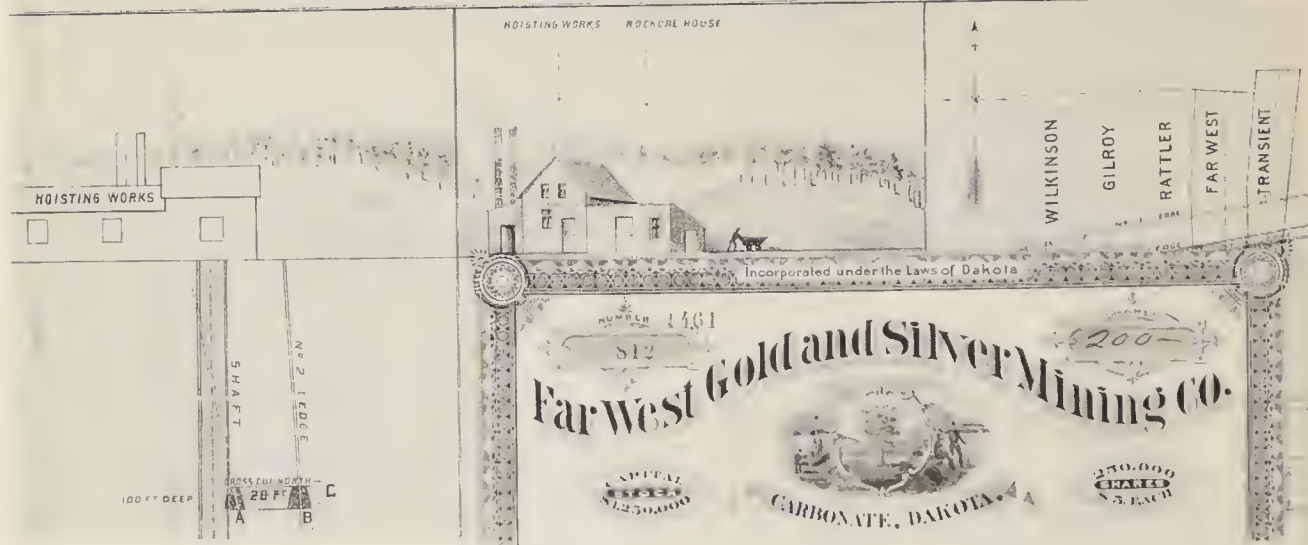 HOISTING WORKS
100 FT DEEP
SHAFT
No 2 LEDGE
CROSS CUT NORTH
28 FT
A
B
C
HOISTING WORKS ROCKORE HOUSE
WILKINSON
GILROY
RATTLER
FAR WEST
TRANSIENT
Incorporated under the Laws of Dakota
NUMBER 1461
812
SHARES
200
Far West Gold and Silver Mining Co.
CAPITAL
STOCK
$1,250,000
CARBONATE, DAKOTA.
250,000
SHARES
$5. EACH